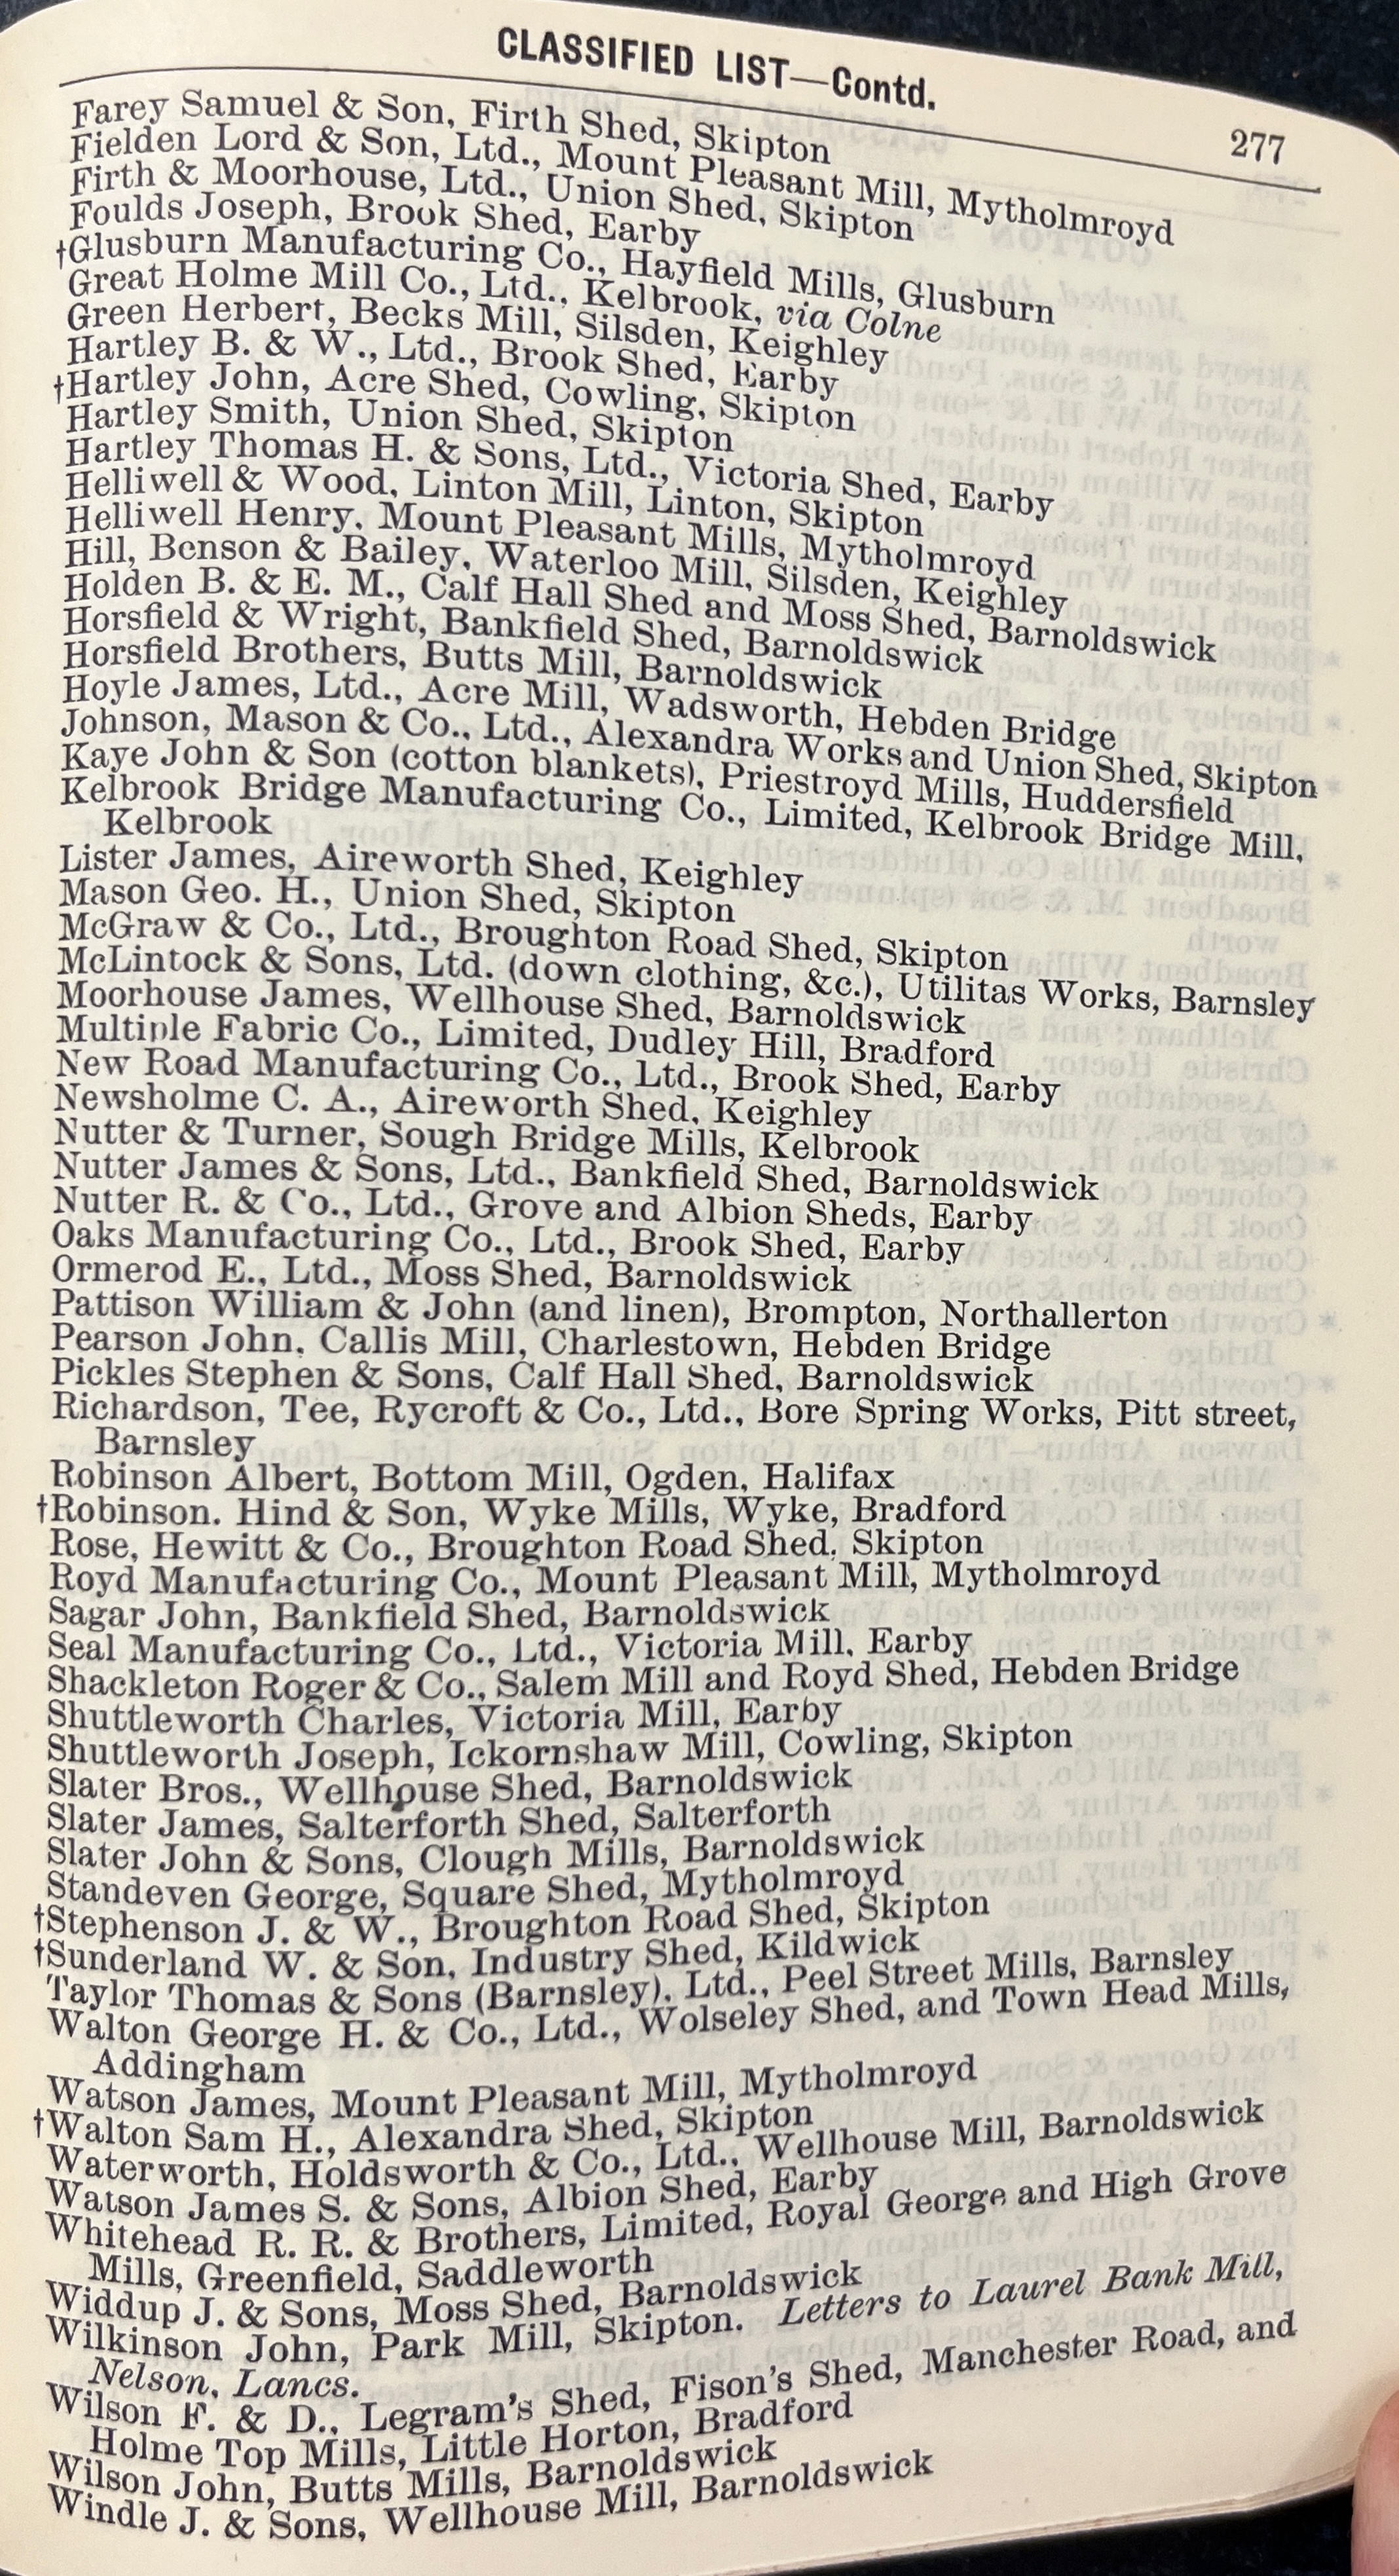 CLASSIFIED LIST—Contd.
277
Farey Samuel & Son, Firth Shed, Skipton
Fielden Lord & Son, Ltd., Mount Pleasant Mill, Mytholmroyd
Firth & Moorhouse, Ltd., Union Shed, Skipton
Foulds Joseph, Brook Shed, Earby
†Glusburn Manufacturing Co., Hayfield Mills, Glusburn
Great Holme Mill Co., Ltd., Kelbrook, via Colne
Green Herbert, Becks Mill, Silsden, Keighley
Hartley B. & W., Ltd., Brook Shed, Earby
†Hartley John, Acre Shed, Cowling, Skipton
Hartley Smith, Union Shed, Skipton
Hartley Thomas H. & Sons, Ltd., Victoria Shed, Earby
Helliwell & Wood, Linton Mill, Linton, Skipton
Helliwell Henry, Mount Pleasant Mills, Mytholmroyd
Hill, Benson & Bailey, Waterloo Mill, Silsden, Keighley
Holden B. & E. M., Calf Hall Shed and Moss Shed, Barnoldswick
Horsfield & Wright, Bankfield Shed, Barnoldswick
Horsfield Brothers, Butts Mill, Barnoldswick
Hoyle James, Ltd., Acre Mill, Wadsworth, Hebden Bridge
Johnson, Mason & Co., Ltd., Alexandra Works and Union Shed, Skipton
Kaye John & Son (cotton blankets), Priestroyd Mills, Huddersfield
Kelbrook Bridge Manufacturing Co., Limited, Kelbrook Bridge Mill,
Kelbrook
Lister James, Aireworth Shed, Keighley
Mason Geo. H., Union Shed, Skipton
McGraw & Co., Ltd., Broughton Road Shed, Skipton
McLintock & Sons, Ltd. (down clothing, &c.), Utilitas Works, Barnsley
Moorhouse James, Wellhouse Shed, Barnoldswick
Multiple Fabric Co., Limited, Dudley Hill, Bradford
New Road Manufacturing Co., Ltd., Brook Shed, Earby
Newsholme C. A., Aireworth Shed, Keighley
Nutter & Turner, Sough Bridge Mills, Kelbrook
Nutter James & Sons, Ltd., Bankfield Shed, Barnoldswick
Nutter R. & Co., Ltd., Grove and Albion Sheds, Earby
Oaks Manufacturing Co., Ltd., Brook Shed, Earby
Ormerod E., Ltd., Moss Shed, Barnoldswick
Pattison William & John (and linen), Brompton, Northallerton
Pearson John, Callis Mill, Charlestown, Hebden Bridge
Pickles Stephen & Sons, Calf Hall Shed, Barnoldswick
Richardson, Tee, Rycroft & Co., Ltd., Bore Spring Works, Pitt street,
Barnsley
Robinson Albert, Bottom Mill, Ogden, Halifax
†Robinson, Hind & Son, Wyke Mills, Wyke, Bradford
Rose, Hewitt & Co., Broughton Road Shed, Skipton
Royd Manufacturing Co., Mount Pleasant Mill, Mytholmroyd
Sagar John, Bankfield Shed, Barnoldswick
Seal Manufacturing Co., Ltd., Victoria Mill, Earby
Shackleton Roger & Co., Salem Mill and Royd Shed, Hebden Bridge
Shuttleworth Charles, Victoria Mill, Earby
Shuttleworth Joseph, Ickornshaw Mill, Cowling, Skipton
Slater Bros., Wellhouse Shed, Barnoldswick
Slater James, Salterforth Shed, Salterforth
Slater John & Sons, Clough Mills, Barnoldswick
Standeven George, Square Shed, Mytholmroyd
†Stephenson J. & W., Broughton Road Shed, Skipton
†Sunderland W. & Son, Industry Shed, Kildwick
Taylor Thomas & Sons (Barnsley), Ltd., Peel Street Mills, Barnsley
Walton George H. & Co., Ltd., Wolseley Shed, and Town Head Mills,
Addingham
Watson James, Mount Pleasant Mill, Mytholmroyd
†Walton Sam H., Alexandra Shed, Skipton
Waterworth, Holdsworth & Co., Ltd., Wellhouse Mill, Barnoldswick
Watson James S. & Sons, Albion Shed, Earby
Whitehead R. R. & Brothers, Limited, Royal George and High Grove
Mills, Greenfield, Saddleworth
Widdup J. & Sons, Moss Shed, Barnoldswick
Wilkinson John, Park Mill, Skipton. Letters to Laurel Bank Mill,
Nelson, Lancs.
Wilson F. & D., Legram's Shed, Fison's Shed, Manchester Road, and
Holme Top Mills, Little Horton, Bradford
Wilson John, Butts Mills, Barnoldswick
Windle J. & Sons, Wellhouse Mill, Barnoldswick